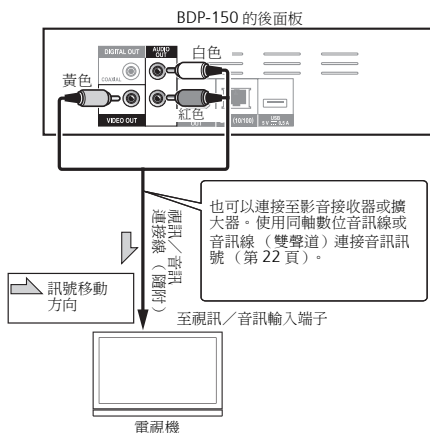 BDP-150 的後面板
DIGITAL OUT
AUDIO
OUT
白色
COAXIAL
黃色
紅色
VIDEO OUT
OUT
(10/100)
USB
5 V 0.5 A
也可以連接至影音接收器或擴
大器。使用同軸數位音訊線或
音訊線（雙聲道）連接音訊訊
號（第 22 頁）。
視訊／音訊
連接線（隨附）
訊號移動
方向
至視訊／音訊輸入端子
電視機